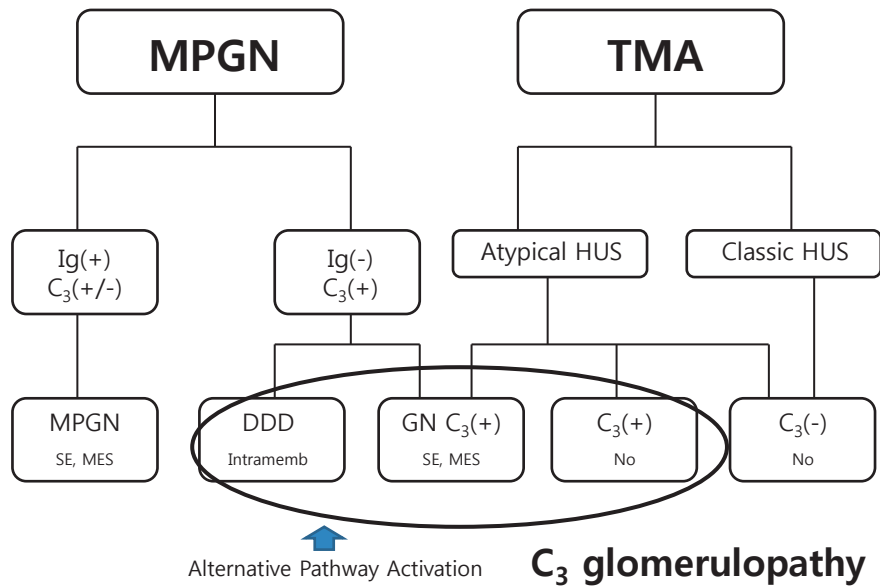 MPGN
TMA
Ig(+)
C₃(+/-)
Ig(-)
C₃(+)
Atypical HUS
Classic HUS
MPGN
SE, MES
DDD
Intramemb
GN C₃(+)
SE, MES
C₃(+)
No
C₃(-)
No
Alternative Pathway Activation
C₃ glomerulopathy